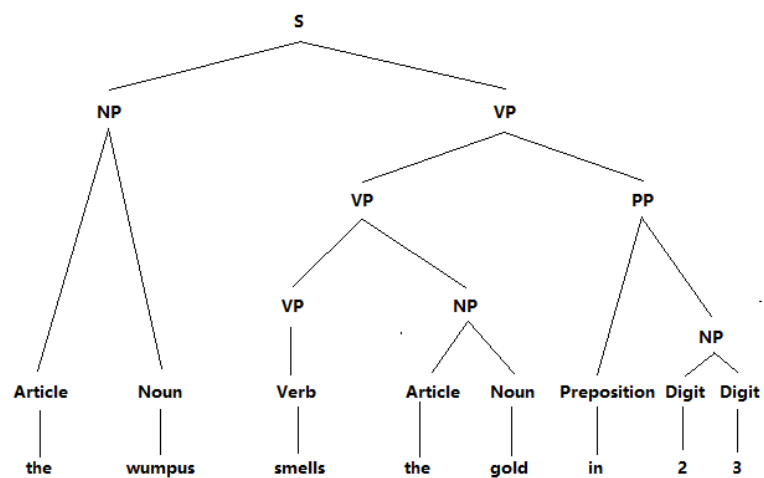 S
NP VP
VP PP
VP NP
NP
Article Noun Verb Article Noun Preposition Digit Digit
the wumpus smells the gold in 2 3